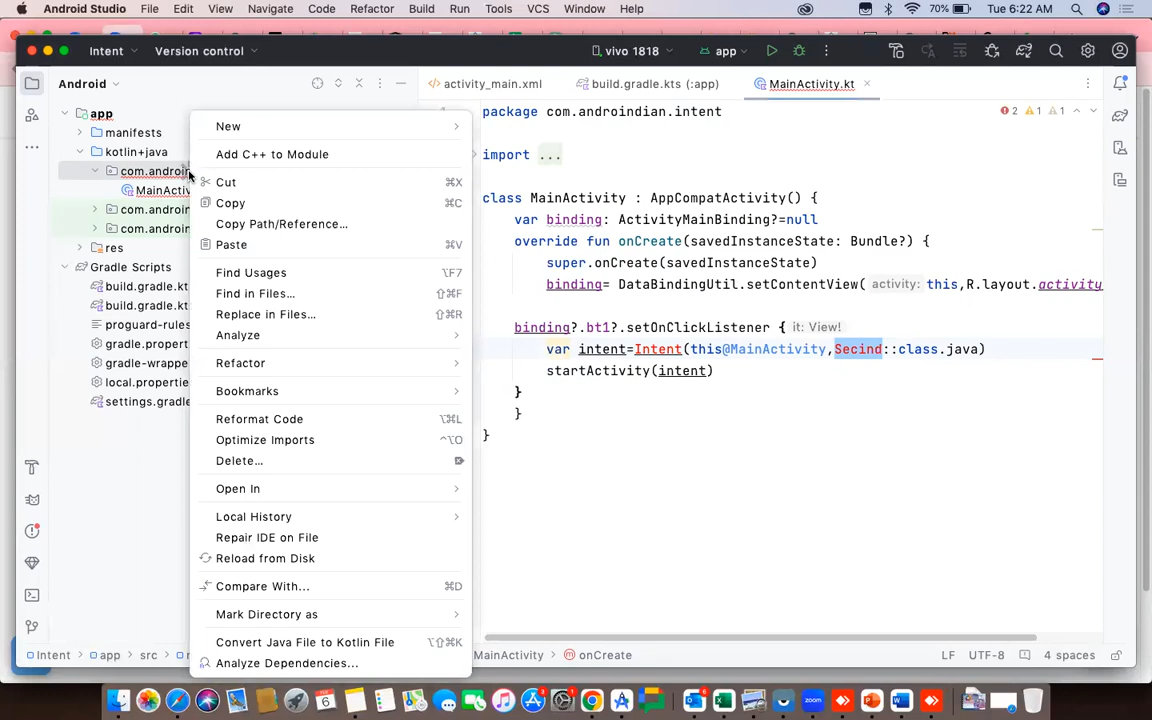 Android Studio File Edit View Navigate Code Refactor Build Run Tools VCS Window Help 70% Tue 6:22 AM
Intent Version control vivo 1818 app
Android activity_main.xml build.gradle.kts (:app) MainActivity.kt
app
manifests
kotlin+java
com.androin
MainActiv
com.androin
com.androin
res
Gradle Scripts
build.gradle.kt
build.gradle.kt
proguard-rules
gradle.propert
gradle-wrappe
local.propertie
settings.gradle
New
Add C++ to Module
Cut ⌘X
Copy ⌘C
Copy Path/Reference...
Paste ⌘V
Find Usages ⌥F7
Find in Files... ⇧⌘F
Replace in Files... ⇧⌘R
Analyze
Refactor
Bookmarks
Reformat Code ⌥⌘L
Optimize Imports ^⌥O
Delete...
Open In
Local History
Repair IDE on File
Reload from Disk
Compare With... ⌘D
Mark Directory as
Convert Java File to Kotlin File ⌥⇧⌘K
Analyze Dependencies...
package com.androindian.intent 2 1 1
import ...
class MainActivity : AppCompatActivity() {
var binding: ActivityMainBinding?=null
override fun onCreate(savedInstanceState: Bundle?) {
super.onCreate(savedInstanceState)
binding= DataBindingUtil.setContentView( activity: this,R.layout.activity
binding?.bt1?.setOnClickListener { it: View!
var intent=Intent(this@MainActivity,Secind::class.java)
startActivity(intent)
}
}
}
Intent app src MainActivity onCreate LF UTF-8 4 spaces